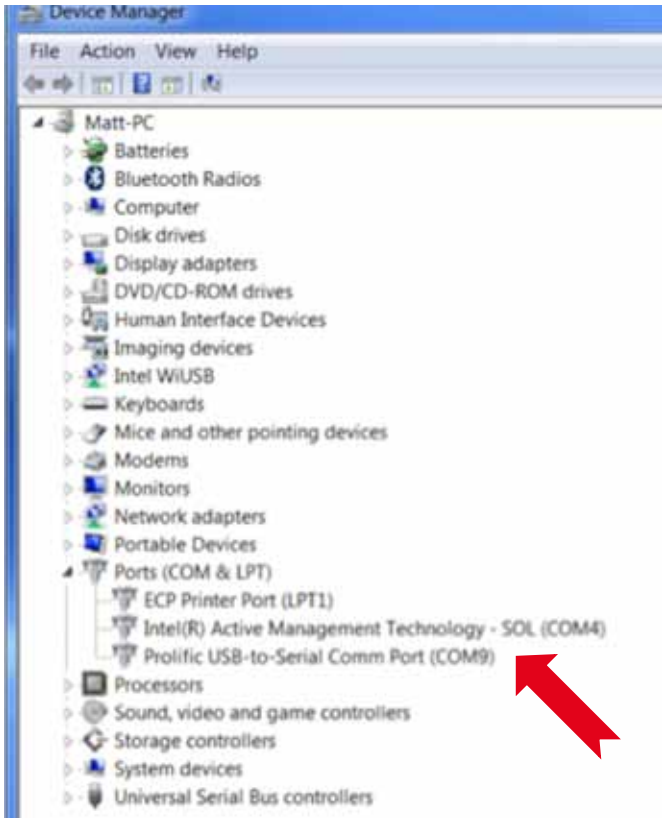 Device Manager
File Action View Help
Matt-PC
Batteries
Bluetooth Radios
Computer
Disk drives
Display adapters
DVD/CD-ROM drives
Human Interface Devices
Imaging devices
Intel WiUSB
Keyboards
Mice and other pointing devices
Modems
Monitors
Network adapters
Portable Devices
Ports (COM & LPT)
ECP Printer Port (LPT1)
Intel(R) Active Management Technology - SOL (COM4)
Prolific USB-to-Serial Comm Port (COM9)
Processors
Sound, video and game controllers
Storage controllers
System devices
Universal Serial Bus controllers